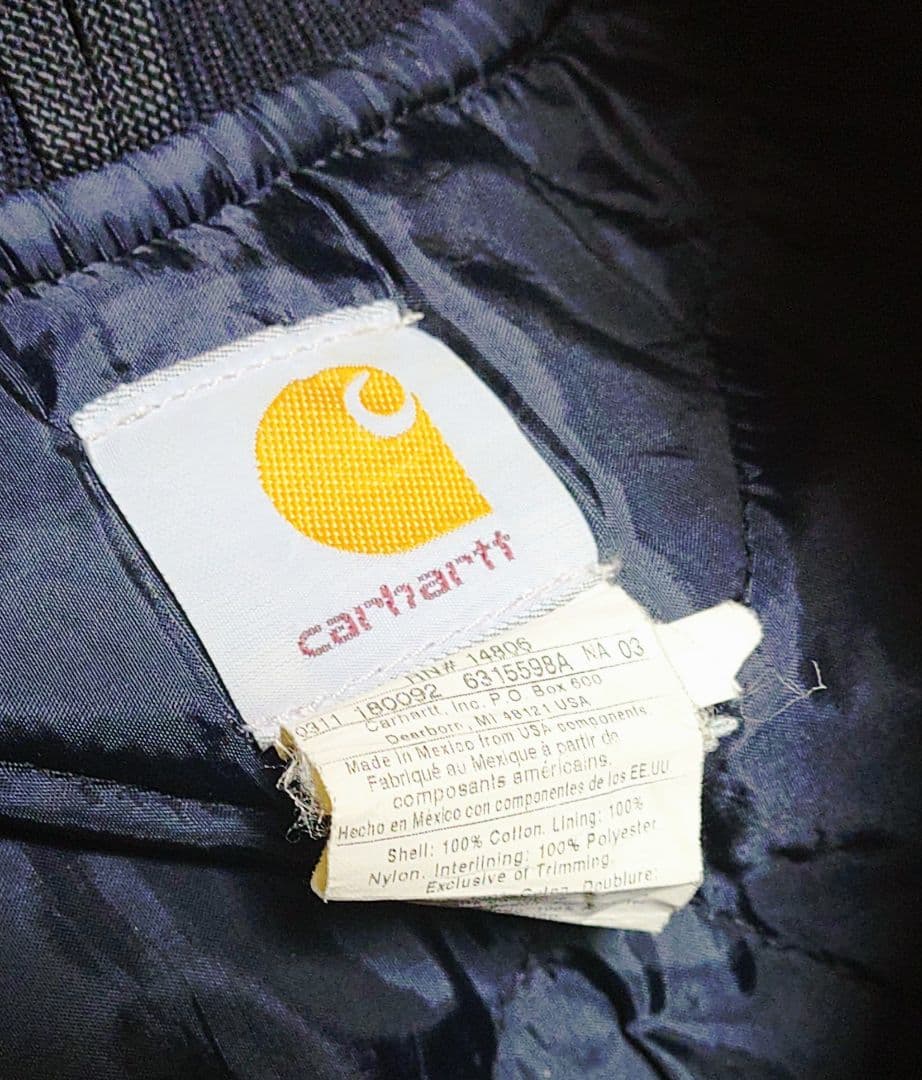 carhartt
RN# 14806
0311 180092 6315598A NA 03
Carhartt, Inc. P.O. Box 600
Dearborn, MI 48121 USA
Made in Mexico from USA components
Fabriqué au Mexique à partir de
composants américains.
Hecho en México con componentes de los EE.UU.
Shell: 100% Cotton. Lining: 100%
Nylon. Interlining: 100% Polyester
Exclusive of Trimming.
Doublure: